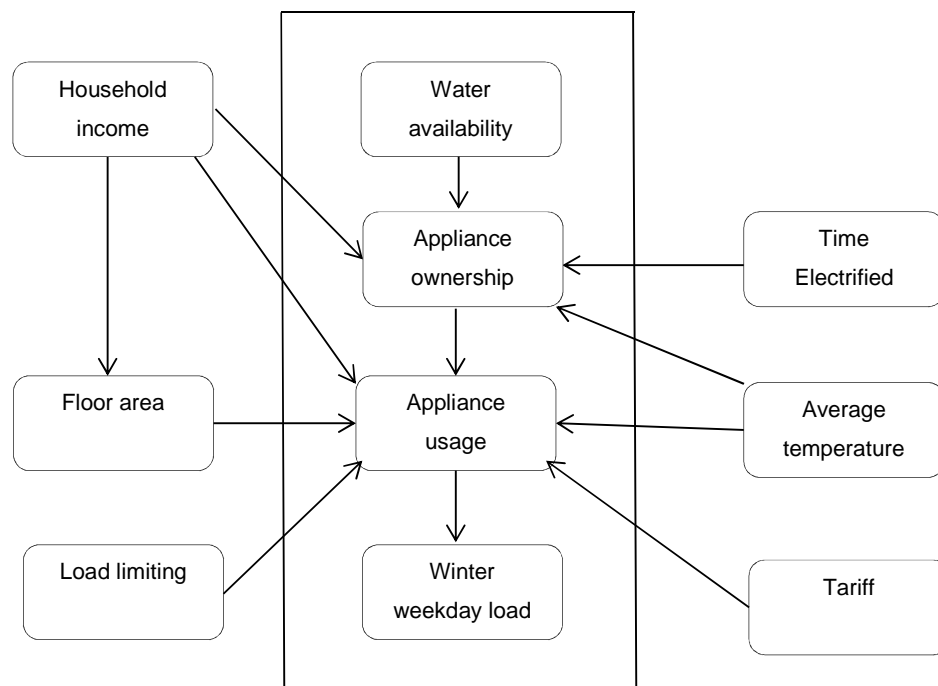 Household
income
Water
availability
Appliance
ownership
Time
Electrified
Floor area
Appliance
usage
Average
temperature
Load limiting
Winter
weekday load
Tariff